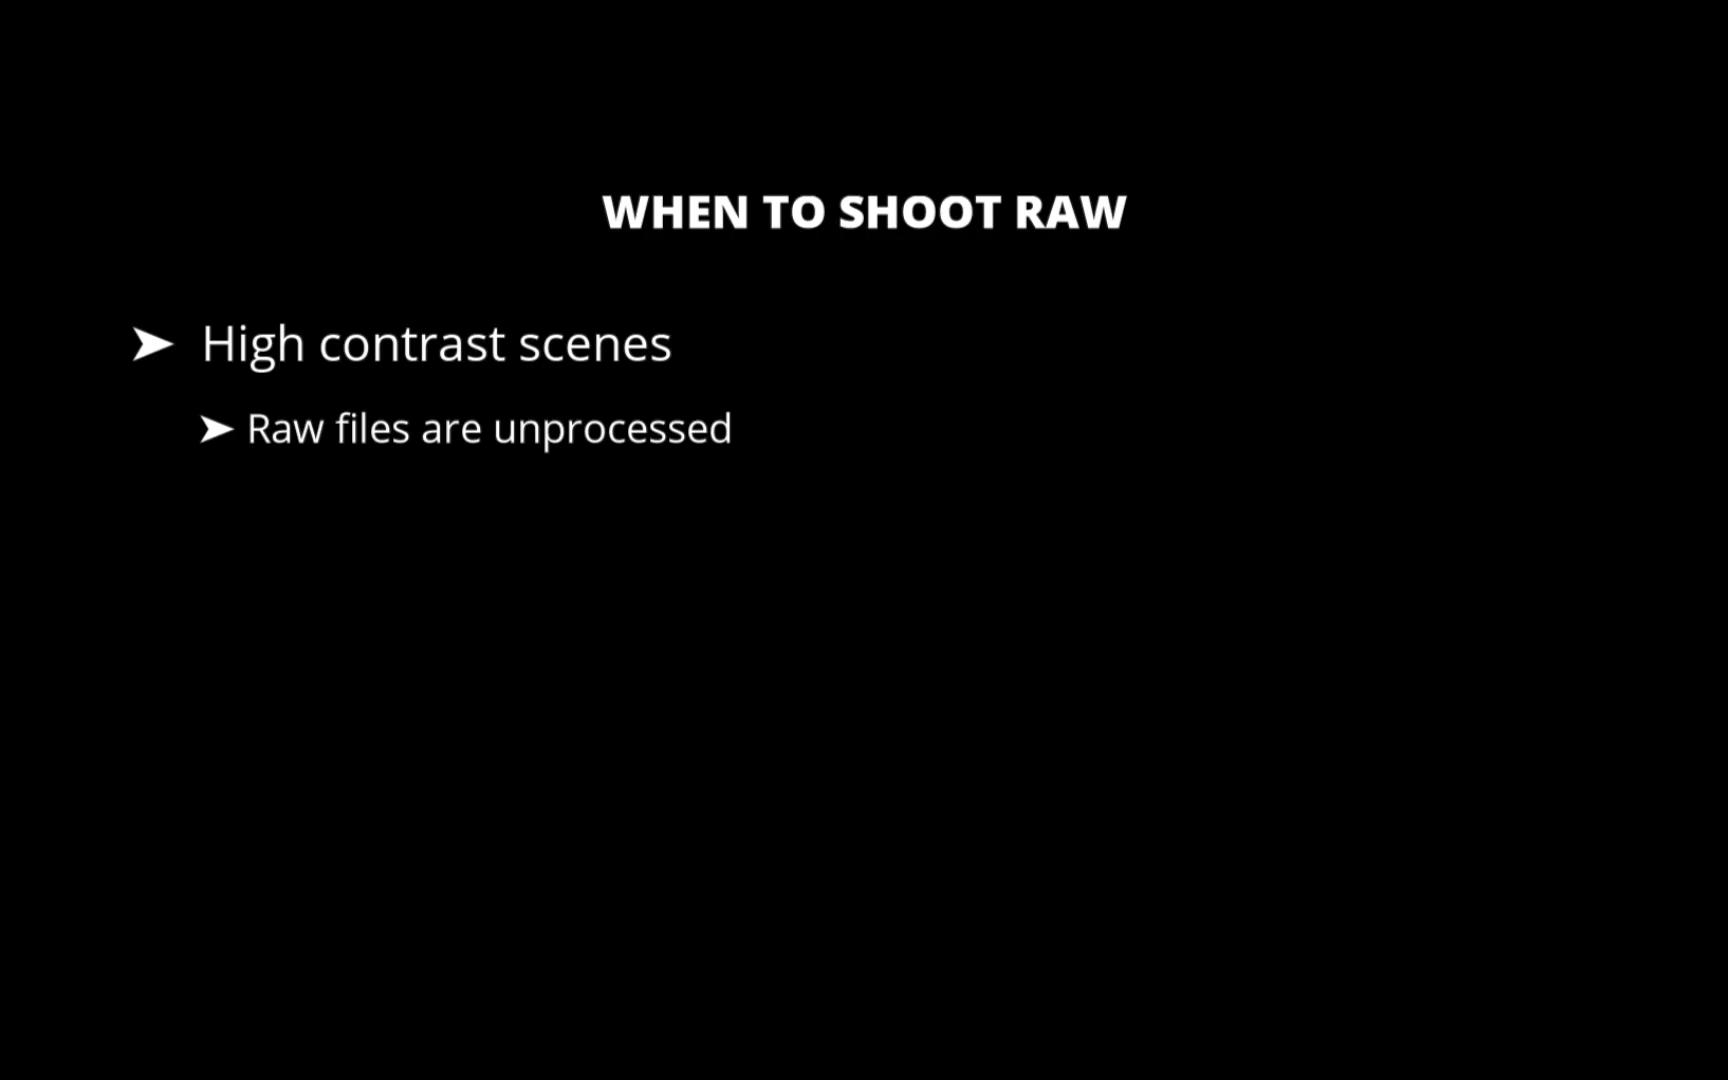 WHEN TO SHOOT RAW
➤ High contrast scenes
➤ Raw files are unprocessed